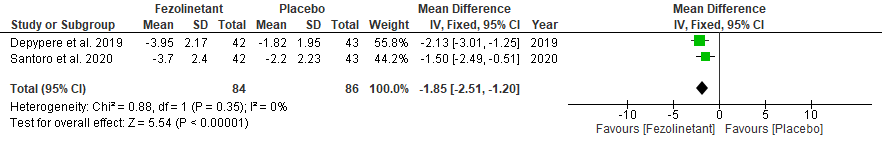 Fezolinetant Placebo Mean Difference Mean Difference
Study or Subgroup Mean SD Total Mean SD Total Weight IV, Fixed, 95% CI Year IV, Fixed, 95% CI
Depypere et al. 2019 -3.95 2.17 42 -1.82 1.95 43 55.8% -2.13 [-3.01, -1.25] 2019
Santoro et al. 2020 -3.7 2.4 42 -2.2 2.23 43 44.2% -1.50 [-2.49, -0.51] 2020
Total (95% CI) 84 86 100.0% -1.85 [-2.51, -1.20]
Heterogeneity: Chi² = 0.88, df = 1 (P = 0.35); I² = 0%
Test for overall effect: Z = 5.54 (P < 0.00001)
-10 -5 0 5 10
Favours [Fezolinetant] Favours [Placebo]